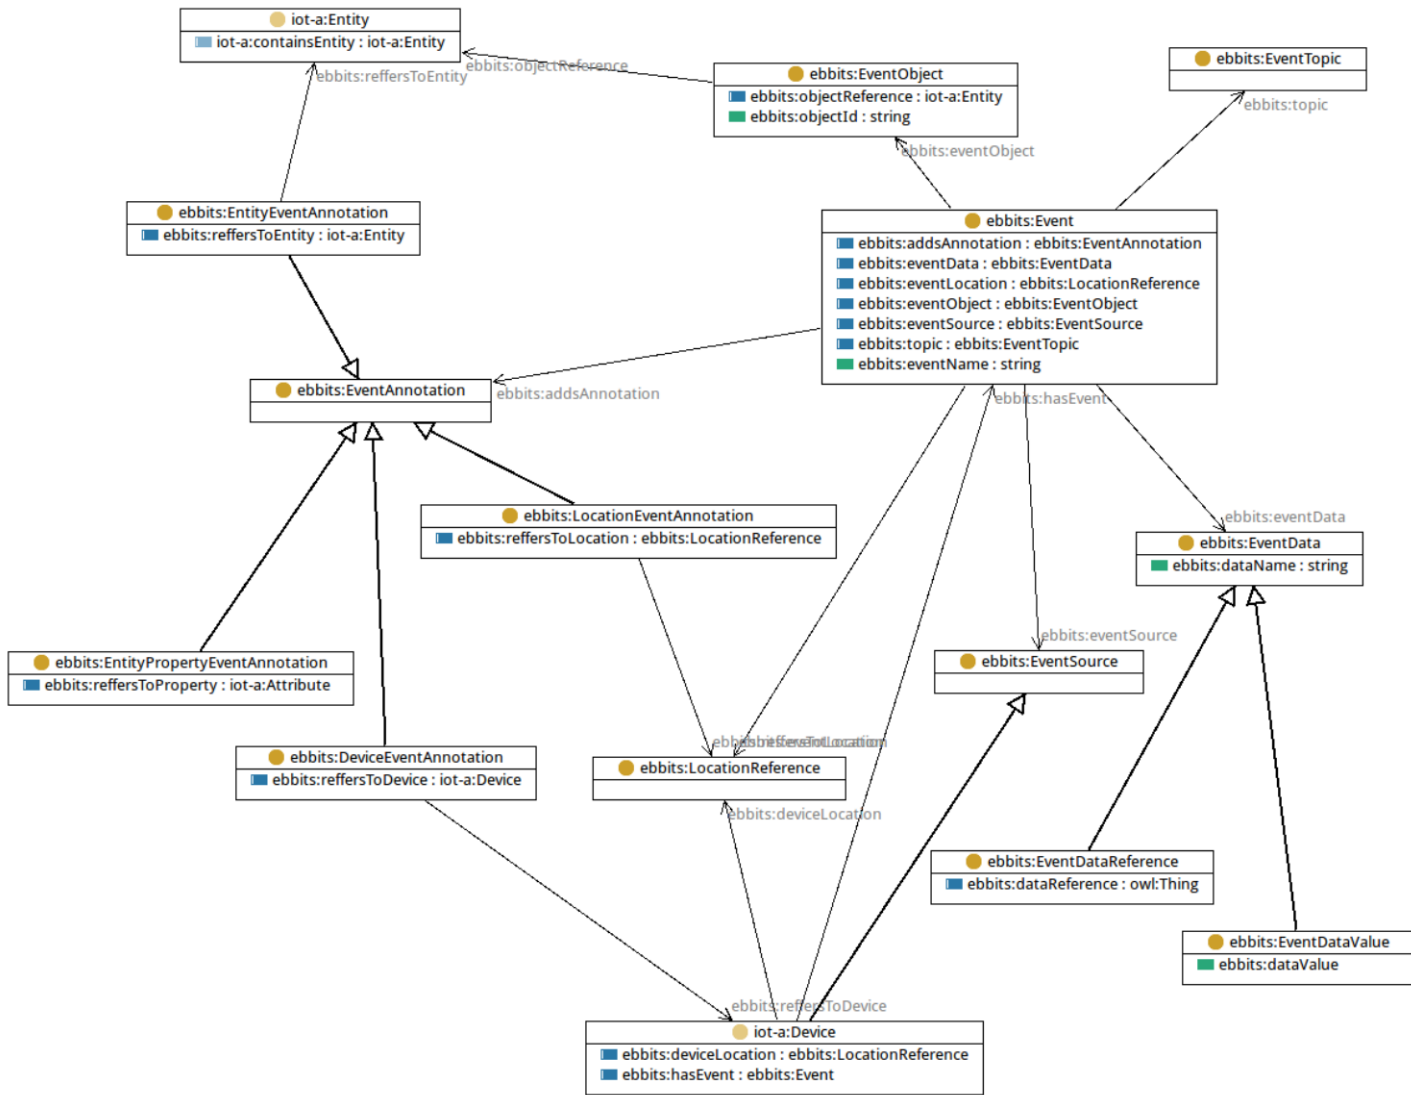 iot-a:Entity
iot-a:containsEntity : iot-a:Entity
ebbits:reffersToEntity
ebbits:objectReference
ebbits:EventObject
ebbits:objectReference : iot-a:Entity
ebbits:objectId : string
ebbits:EventTopic
ebbits:topic
ebbits:eventObject
ebbits:EntityEventAnnotation
ebbits:reffersToEntity : iot-a:Entity
ebbits:Event
ebbits:addsAnnotation : ebbits:EventAnnotation
ebbits:eventData : ebbits:EventData
ebbits:eventLocation : ebbits:LocationReference
ebbits:eventObject : ebbits:EventObject
ebbits:eventSource : ebbits:EventSource
ebbits:topic : ebbits:EventTopic
ebbits:eventName : string
ebbits:EventAnnotation
ebbits:addsAnnotation
ebbits:hasEvent
ebbits:LocationEventAnnotation
ebbits:reffersToLocation : ebbits:LocationReference
ebbits:eventData
ebbits:EventData
ebbits:dataName : string
ebbits:eventSource
ebbits:EventSource
ebbits:EntityPropertyEventAnnotation
ebbits:reffersToProperty : iot-a:Attribute
ebbits:DeviceEventAnnotation
ebbits:reffersToDevice : iot-a:Device
ebbits:LocationReference
ebbits:deviceLocation
ebbits:EventDataReference
ebbits:dataReference : owl:Thing
ebbits:EventDataValue
ebbits:dataValue
ebbits:reffersToDevice
iot-a:Device
ebbits:deviceLocation : ebbits:LocationReference
ebbits:hasEvent : ebbits:Event